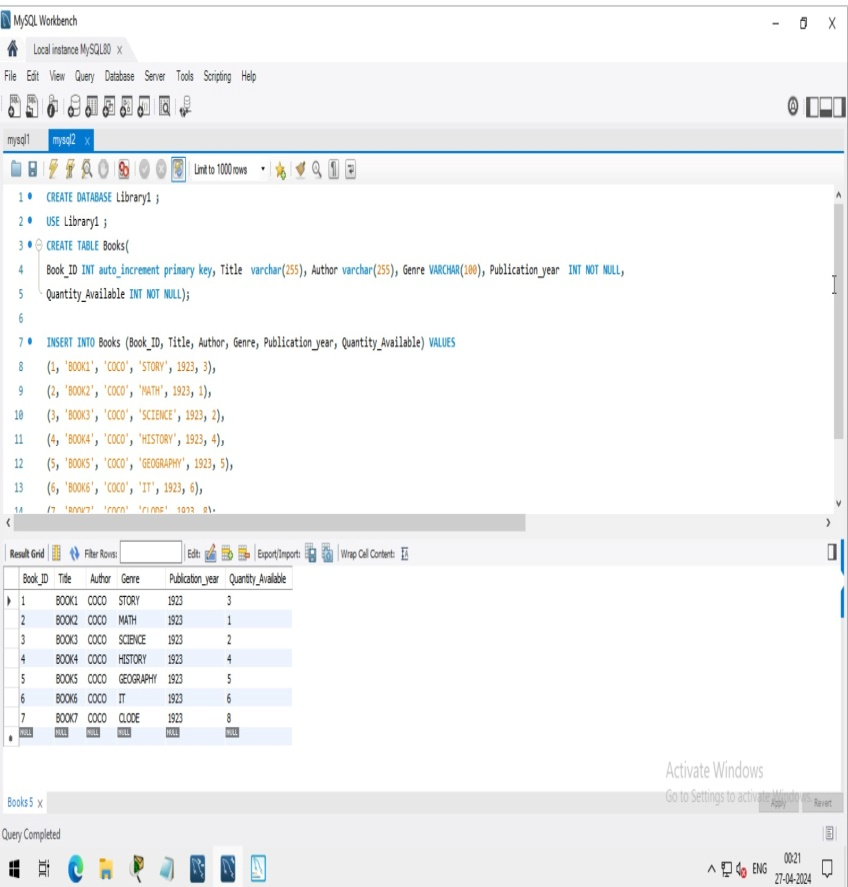 MySQL Workbench
Local instance MySQL80 x
File Edit View Query Database Server Tools Scripting Help
mysql1 mysql2 x
Limit to 1000 rows
1 CREATE DATABASE Library1 ;
2 USE Library1 ;
3 CREATE TABLE Books(
4 Book_ID INT auto_increment primary key, Title varchar(255), Author varchar(255), Genre VARCHAR(100), Publication_year INT NOT NULL,
5 Quantity_Available INT NOT NULL);
6
7 INSERT INTO Books (Book_ID, Title, Author, Genre, Publication_year, Quantity_Available) VALUES
8 (1, 'BOOK1', 'COCO', 'STORY', 1923, 3),
9 (2, 'BOOK2', 'COCO', 'MATH', 1923, 1),
10 (3, 'BOOK3', 'COCO', 'SCIENCE', 1923, 2),
11 (4, 'BOOK4', 'COCO', 'HISTORY', 1923, 4),
12 (5, 'BOOK5', 'COCO', 'GEOGRAPHY', 1923, 5),
13 (6, 'BOOK6', 'COCO', 'IT', 1923, 6),
14 (7, 'BOOK7', 'COCO', 'CLODE', 1923, 8);
Result Grid Filter Rows: Edit: Export/Import: Wrap Cell Content:
Book_ID Title Author Genre Publication_year Quantity_Available
1 BOOK1 COCO STORY 1923 3
2 BOOK2 COCO MATH 1923 1
3 BOOK3 COCO SCIENCE 1923 2
4 BOOK4 COCO HISTORY 1923 4
5 BOOK5 COCO GEOGRAPHY 1923 5
6 BOOK6 COCO IT 1923 6
7 BOOK7 COCO CLODE 1923 8
NULL NULL NULL NULL NULL NULL
Activate Windows
Go to Settings to activate Windows.
Books 5 x Apply Revert
Query Completed
ENG 00:21
27-04-2024